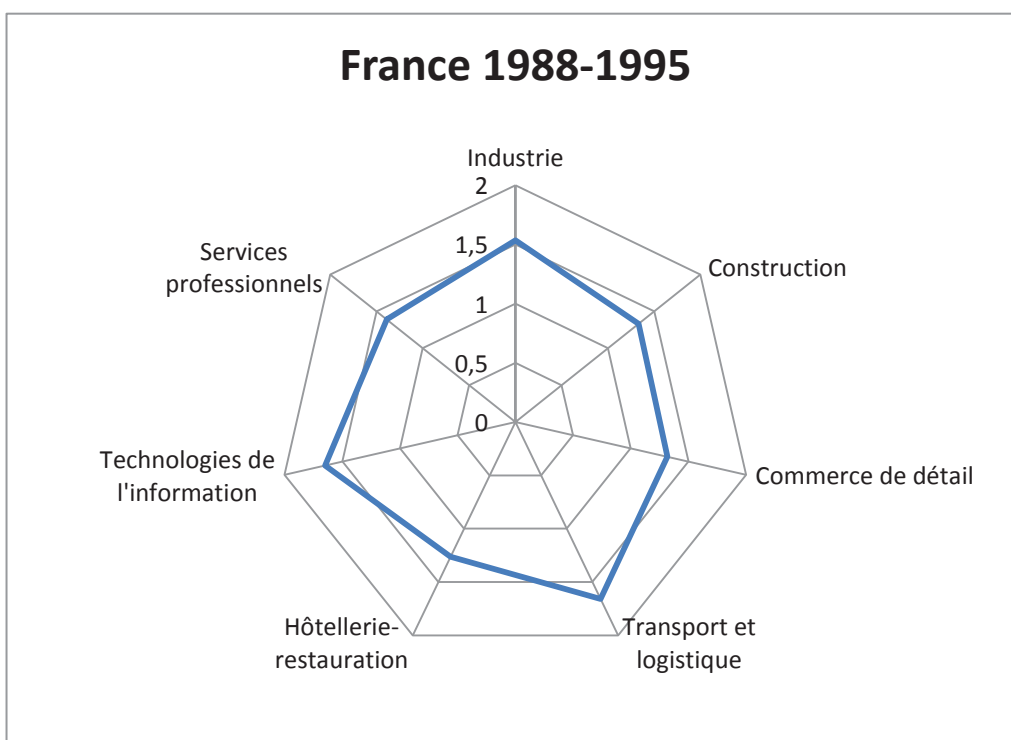 France 1988-1995
Industrie
2
1,5
1
0,5
0
Construction
Commerce de détail
Transport et
logistique
Hôtellerie-
restauration
Technologies de
l'information
Services
professionnels